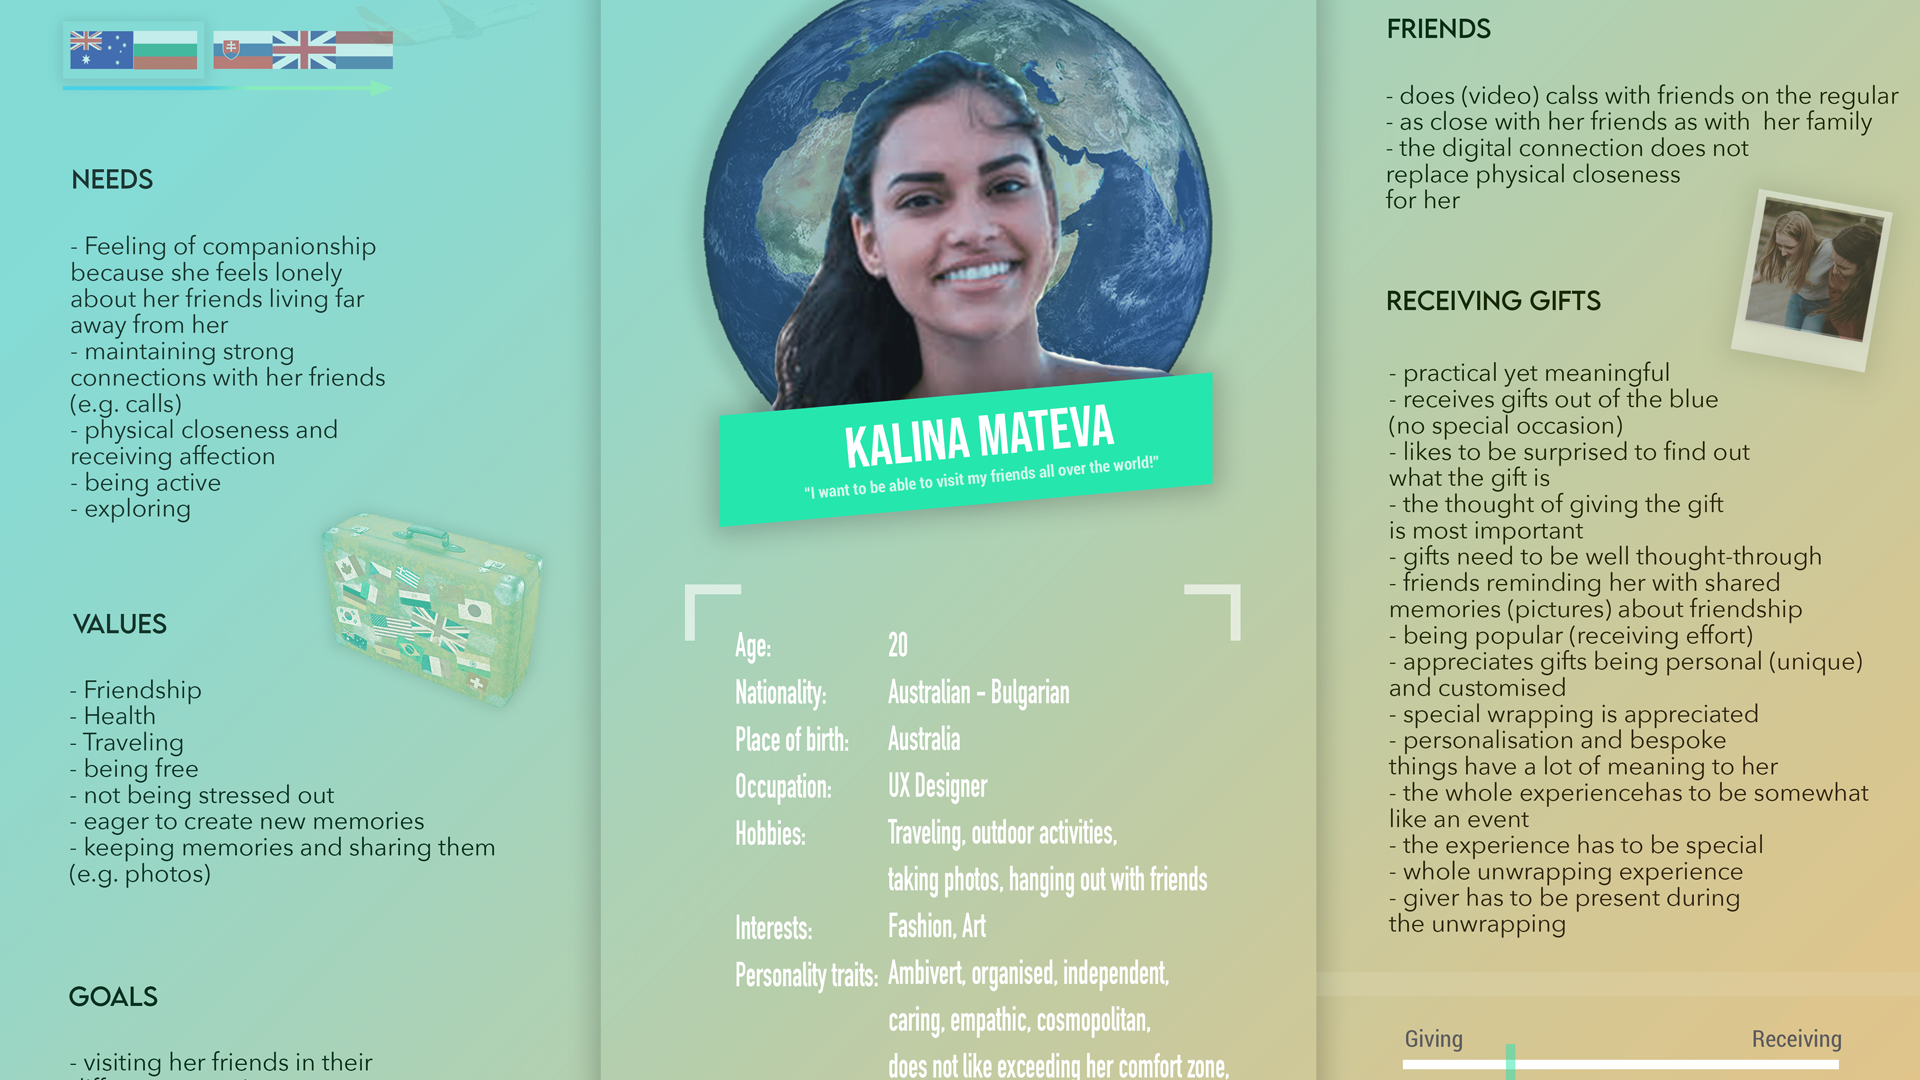 NEEDS
- Feeling of companionship
because she feels lonely
about her friends living far
away from her
- maintaining strong
connections with her friends
(e.g. calls)
- physical closeness and
receiving affection
- being active
- exploring
VALUES
- Friendship
- Health
- Traveling
- being free
- not being stressed out
- eager to create new memories
- keeping memories and sharing them
(e.g. photos)
GOALS
- visiting her friends in their
KALINA MATEVA
"I want to be able to visit my friends all over the world!"
Age: 20
Nationality: Australian – Bulgarian
Place of birth: Australia
Occupation: UX Designer
Hobbies: Traveling, outdoor activities,
taking photos, hanging out with friends
Interests: Fashion, Art
Personality traits: Ambivert, organised, independent,
caring, empathic, cosmopolitan,
does not like exceeding her comfort zone,
FRIENDS
- does (video) calss with friends on the regular
- as close with her friends as with  her family
- the digital connection does not
replace physical closeness
for her
RECEIVING GIFTS
- practical yet meaningful
- receives gifts out of the blue
(no special occasion)
- likes to be surprised to find out
what the gift is
- the thought of giving the gift
is most important
- gifts need to be well thought-through
- friends reminding her with shared
memories (pictures) about friendship
- being popular (receiving effort)
- appreciates gifts being personal (unique)
and customised
- special wrapping is appreciated
- personalisation and bespoke
things have a lot of meaning to her
- the whole experiencehas to be somewhat
like an event
- the experience has to be special
- whole unwrapping experience
- giver has to be present during
the unwrapping
Giving Receiving